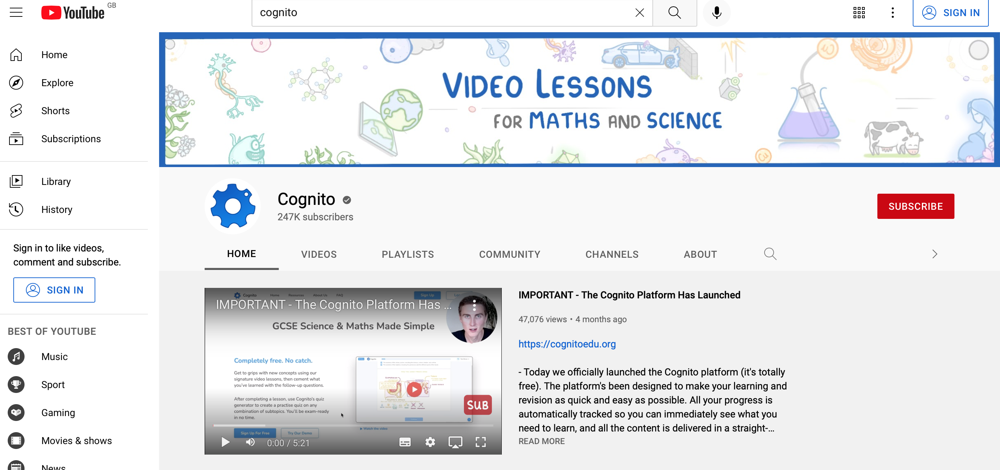 YouTube GB
cognito
SIGN IN
Home
Explore
Shorts
Subscriptions
Library
History
Sign in to like videos,
comment and subscribe.
SIGN IN
BEST OF YOUTUBE
Music
Sport
Gaming
Movies & shows
News
VIDEO LESSONS
FOR MATHS AND SCIENCE
Cu
Cu
Cognito
247K subscribers
SUBSCRIBE
HOME
VIDEOS
PLAYLISTS
COMMUNITY
CHANNELS
ABOUT
Cognito Home Resources About Us FAQ Sign Up
IMPORTANT - The Cognito Platform Has ...
GCSE Science & Maths Made Simple
Completely free. No catch.
Get to grips with new concepts using our
signature video lessons, then cement what
you've learned with the follow-up questions.
After completing a lesson, use Cognito's quiz
generator to create a practise quiz on any
combination of subtopics. You'll be exam-ready
in no time.
Sign Up For Free
Try Our Demo
Watch the video
SUB
0:00 / 5:21
IMPORTANT - The Cognito Platform Has Launched
47,076 views • 4 months ago
https://cognitoedu.org
- Today we officially launched the Cognito platform (it's totally
free). The platform's been designed to make your learning and
revision as quick and easy as possible. All your progress is
automatically tracked so you can immediately see what you
need to learn, and all the content is delivered in a straight-...
READ MORE